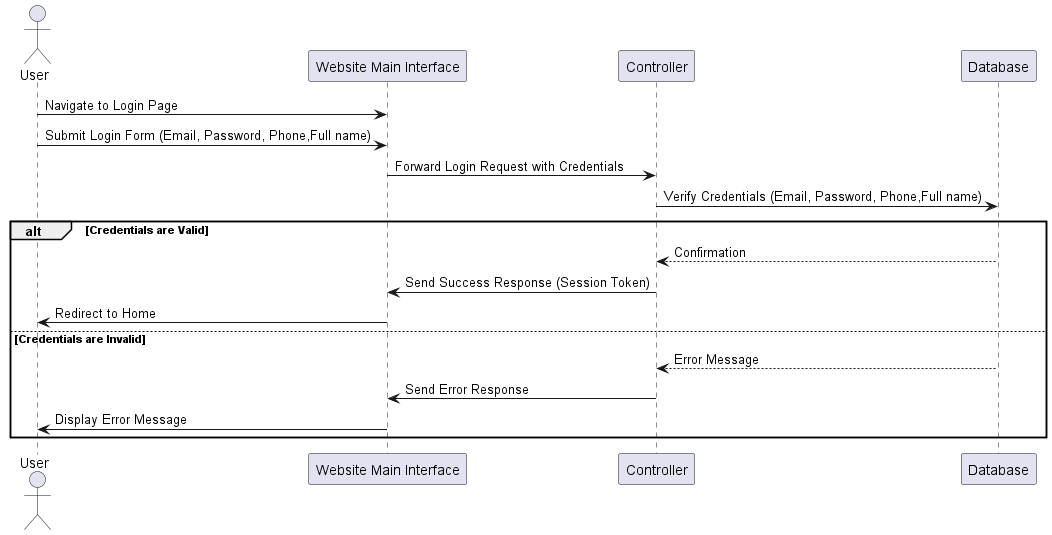 User
Website Main Interface
Controller
Database
Navigate to Login Page
Submit Login Form (Email, Password, Phone,Full name)
Forward Login Request with Credentials
Verify Credentials (Email, Password, Phone,Full name)
alt [Credentials are Valid]
Confirmation
Send Success Response (Session Token)
Redirect to Home
[Credentials are Invalid]
Error Message
Send Error Response
Display Error Message
User
Website Main Interface
Controller
Database